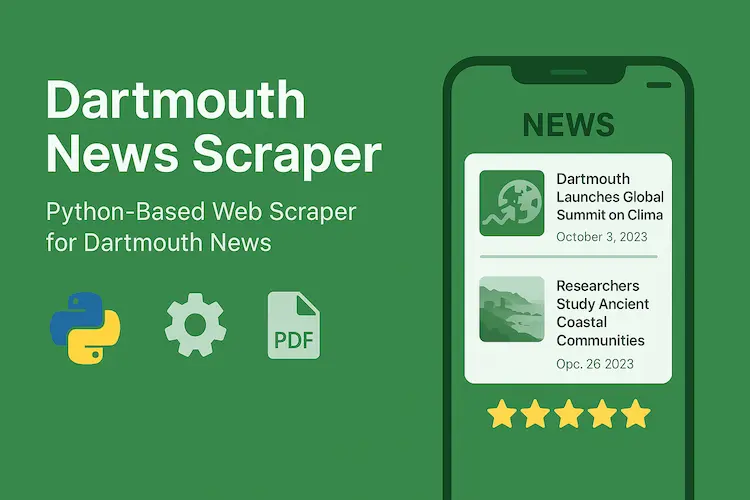 Dartmouth
News Scraper
Python-Based Web Scraper
for Dartmouth News
PDF
NEWS
Dartmouth
Launches Global
Summit on Clima
October 3, 2023
Researchers
Study Ancient
Coastal
Communities
Opc. 26 2023